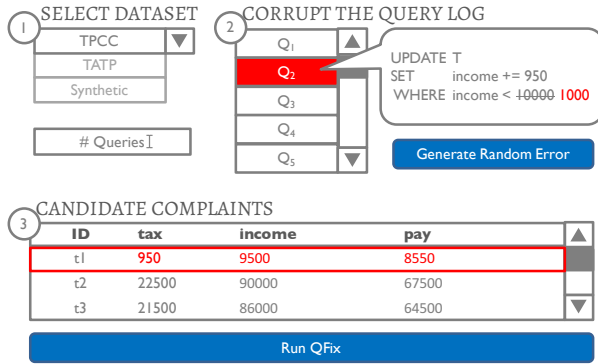 1 SELECT DATASET
TPCC
TATP
Synthetic
# Queries
2 CORRUPT THE QUERY LOG
Q1
Q2
Q3
Q4
Q5
UPDATE T
SET income += 950
WHERE income < 10000 1000
Generate Random Error
3 CANDIDATE COMPLAINTS
ID tax income pay
t1 950 9500 8550
t2 22500 90000 67500
t3 21500 86000 64500
Run QFix